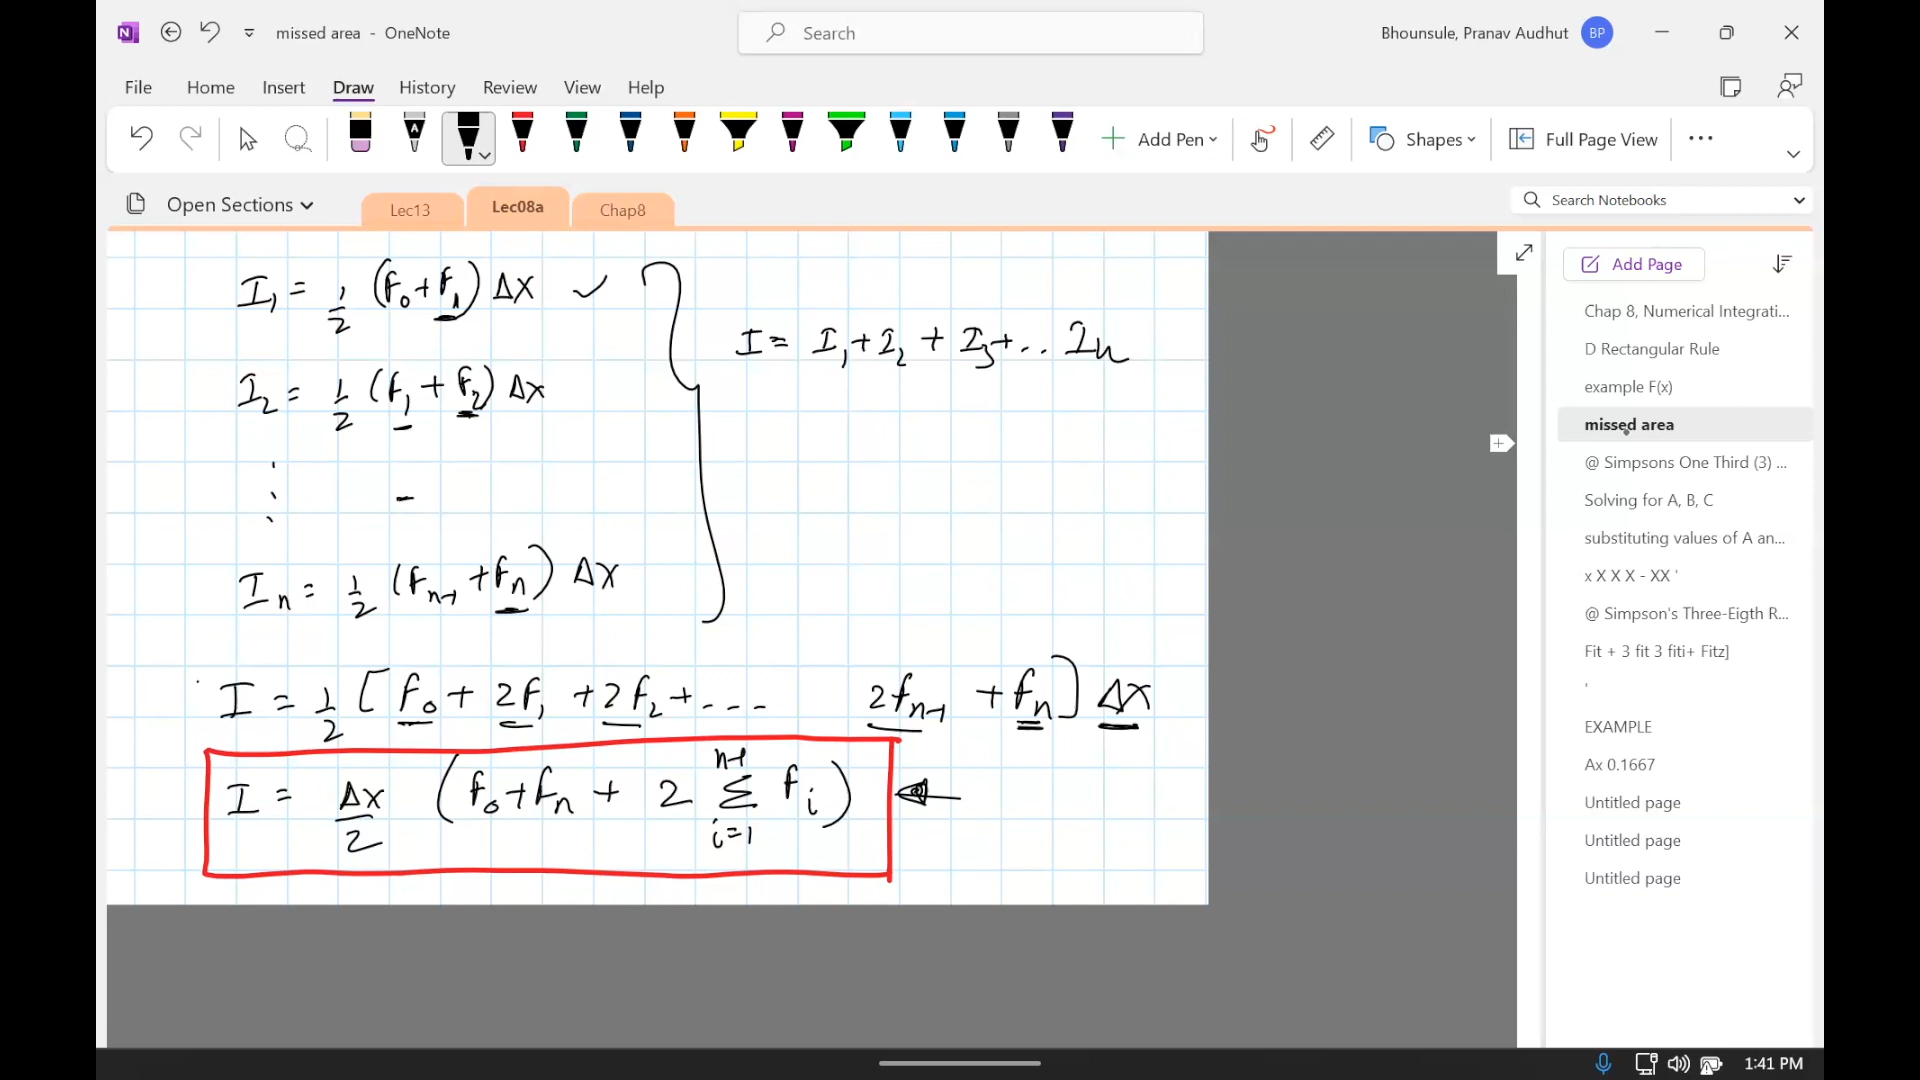 missed area - OneNote
Search
Bhounsule, Pranav Audhut
BP
File Home Insert Draw History Review View Help
Add Pen
Shapes
Full Page View
Open Sections
Lec13
Lec08a
Chap8
Search Notebooks
I₁ = 1/2 (f₀+f₁) Δx ✓
I = I₁+I₂ + I₃+.. Iₙ
I₂ = 1/2 (f₁ + f₂) Δx
Iₙ = 1/2 (fₙ₋₁ + fₙ) Δx
I = 1/2 [f₀ + 2f₁ + 2f₂ + ... 2fₙ₋₁ + fₙ] Δx
I = Δx/2 (f₀+fₙ + 2 Σ_{i=1}^{n-1} fᵢ)
Add Page
Chap 8, Numerical Integrati...
D Rectangular Rule
example F(x)
missed area
@ Simpsons One Third (3) ...
Solving for A, B, C
substituting values of A an...
x X X X - XX '
@ Simpson's Three-Eigth R...
Fit + 3 fit 3 fiti+ Fitz]
'
EXAMPLE
Ax 0.1667
Untitled page
Untitled page
Untitled page
1:41 PM